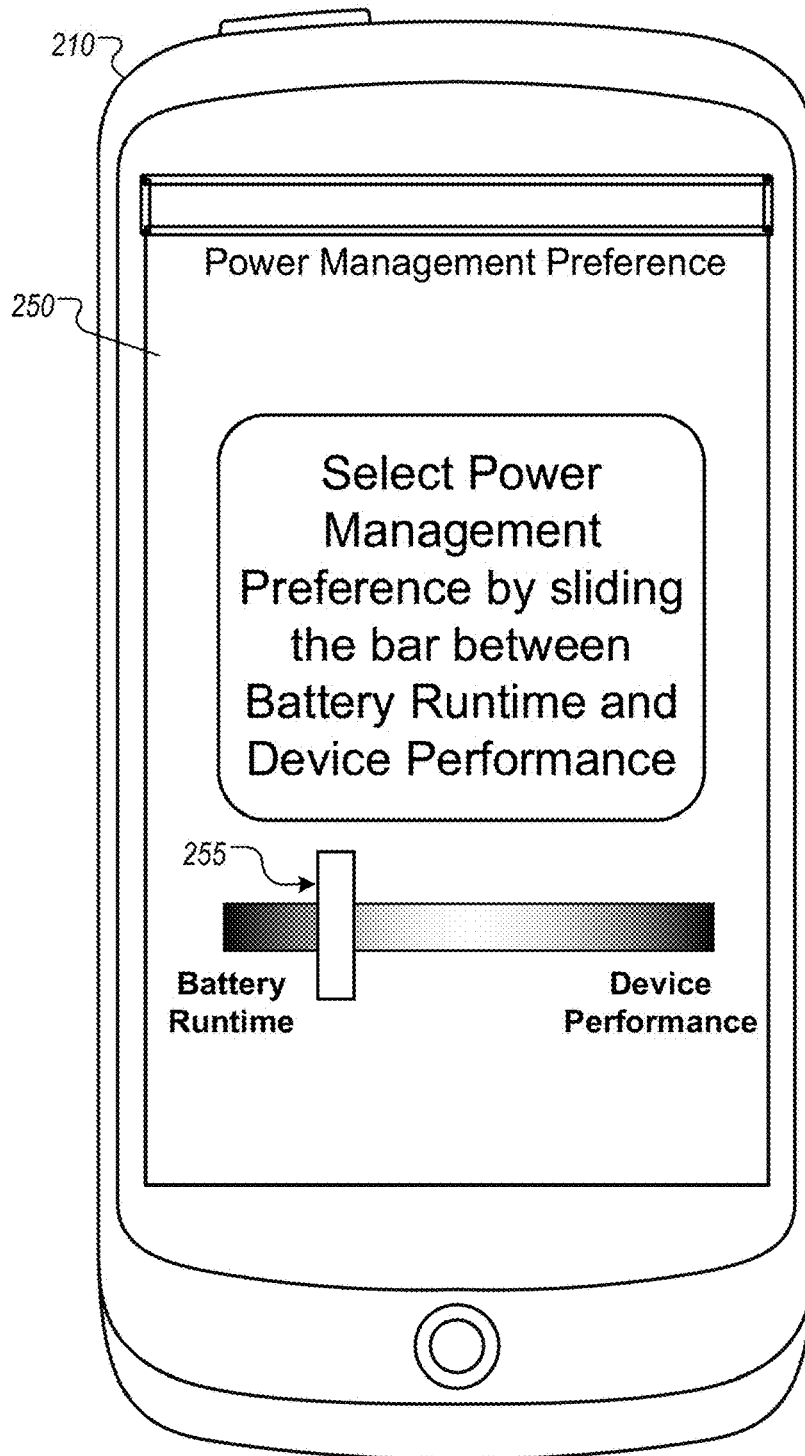 210
Power Management Preference
250
Select Power
Management
Preference by sliding
the bar between
Battery Runtime and
Device Performance
255
Battery
Runtime
Device
Performance